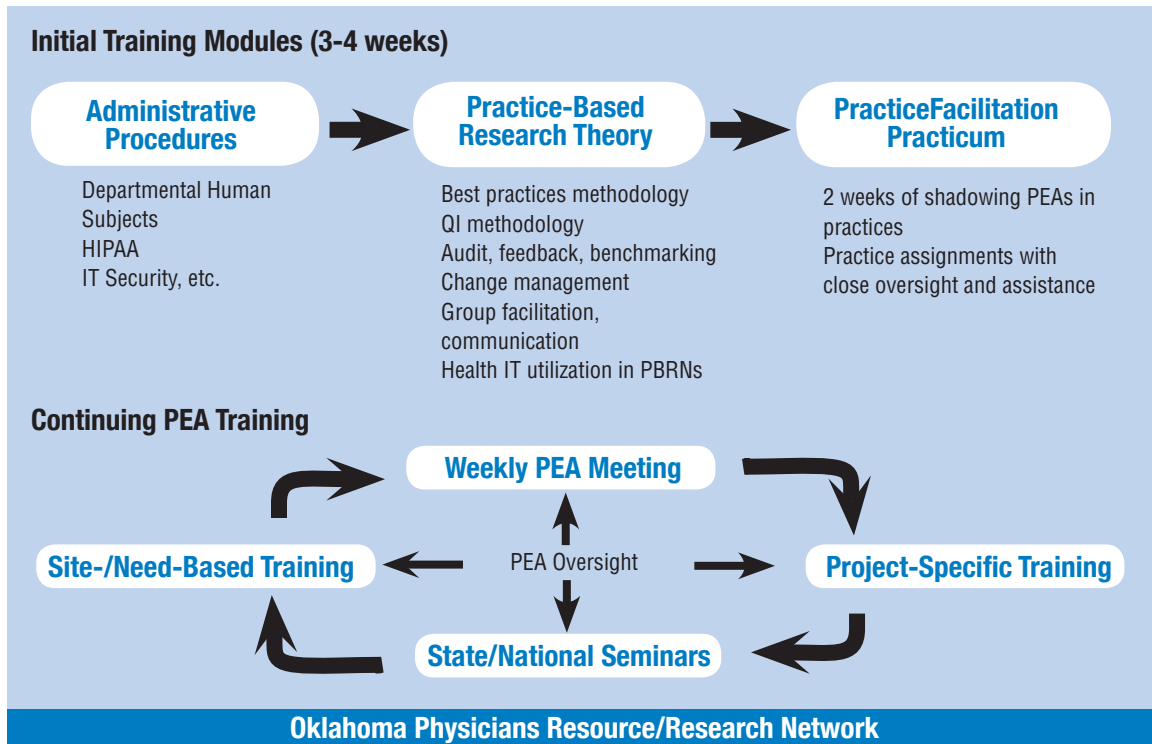 Initial Training Modules (3-4 weeks)
Administrative
Procedures
Departmental Human
Subjects
HIPAA
IT Security, etc.
Practice-Based
Research Theory
Best practices methodology
QI methodology
Audit, feedback, benchmarking
Change management
Group facilitation,
communication
Health IT utilization in PBRNs
PracticeFacilitation
Practicum
2 weeks of shadowing PEAs in
practices
Practice assignments with
close oversight and assistance
Continuing PEA Training
Weekly PEA Meeting
Site-/Need-Based Training
PEA Oversight
Project-Specific Training
State/National Seminars
Oklahoma Physicians Resource/Research Network